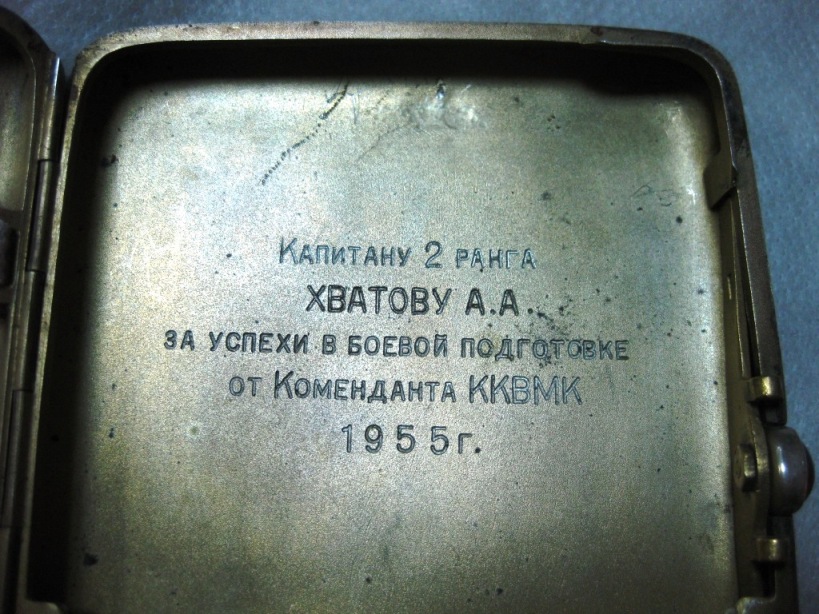 Капитану 2 ранга
ХВАТОВУ А.А.
ЗА УСПЕХИ В БОЕВОЙ ПОДГОТОВКЕ
от Коменданта ККВМК
1955г.